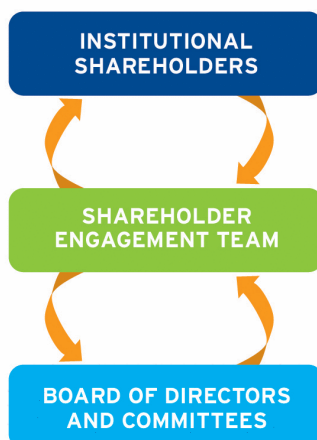 INSTITUTIONAL
SHAREHOLDERS
SHAREHOLDER
ENGAGEMENT TEAM
BOARD OF DIRECTORS
AND COMMITTEES